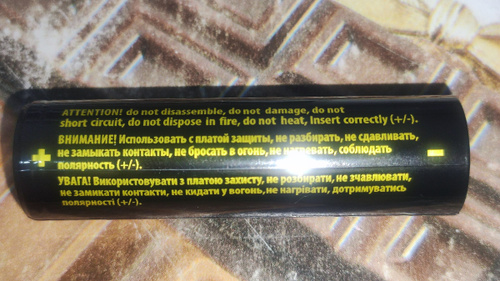 ATTENTION! do not disassemble, do not damage, do not
short circuit, do not dispose in fire, do not heat, Insert correctly (+/-).
ВНИМАНИЕ! Использовать с платой защиты, не разбирать, не сдавливать,
не замыкать контакты, не бросать в огонь, не нагревать, соблюдать
полярность (+/-).
УВАГА! Використовувати з платою захисту, не розбирати, не зчавлювати,
не замикати контакти, не кидати у вогонь,не нагрівати, дотримуватись
полярності (+/-).
+
-